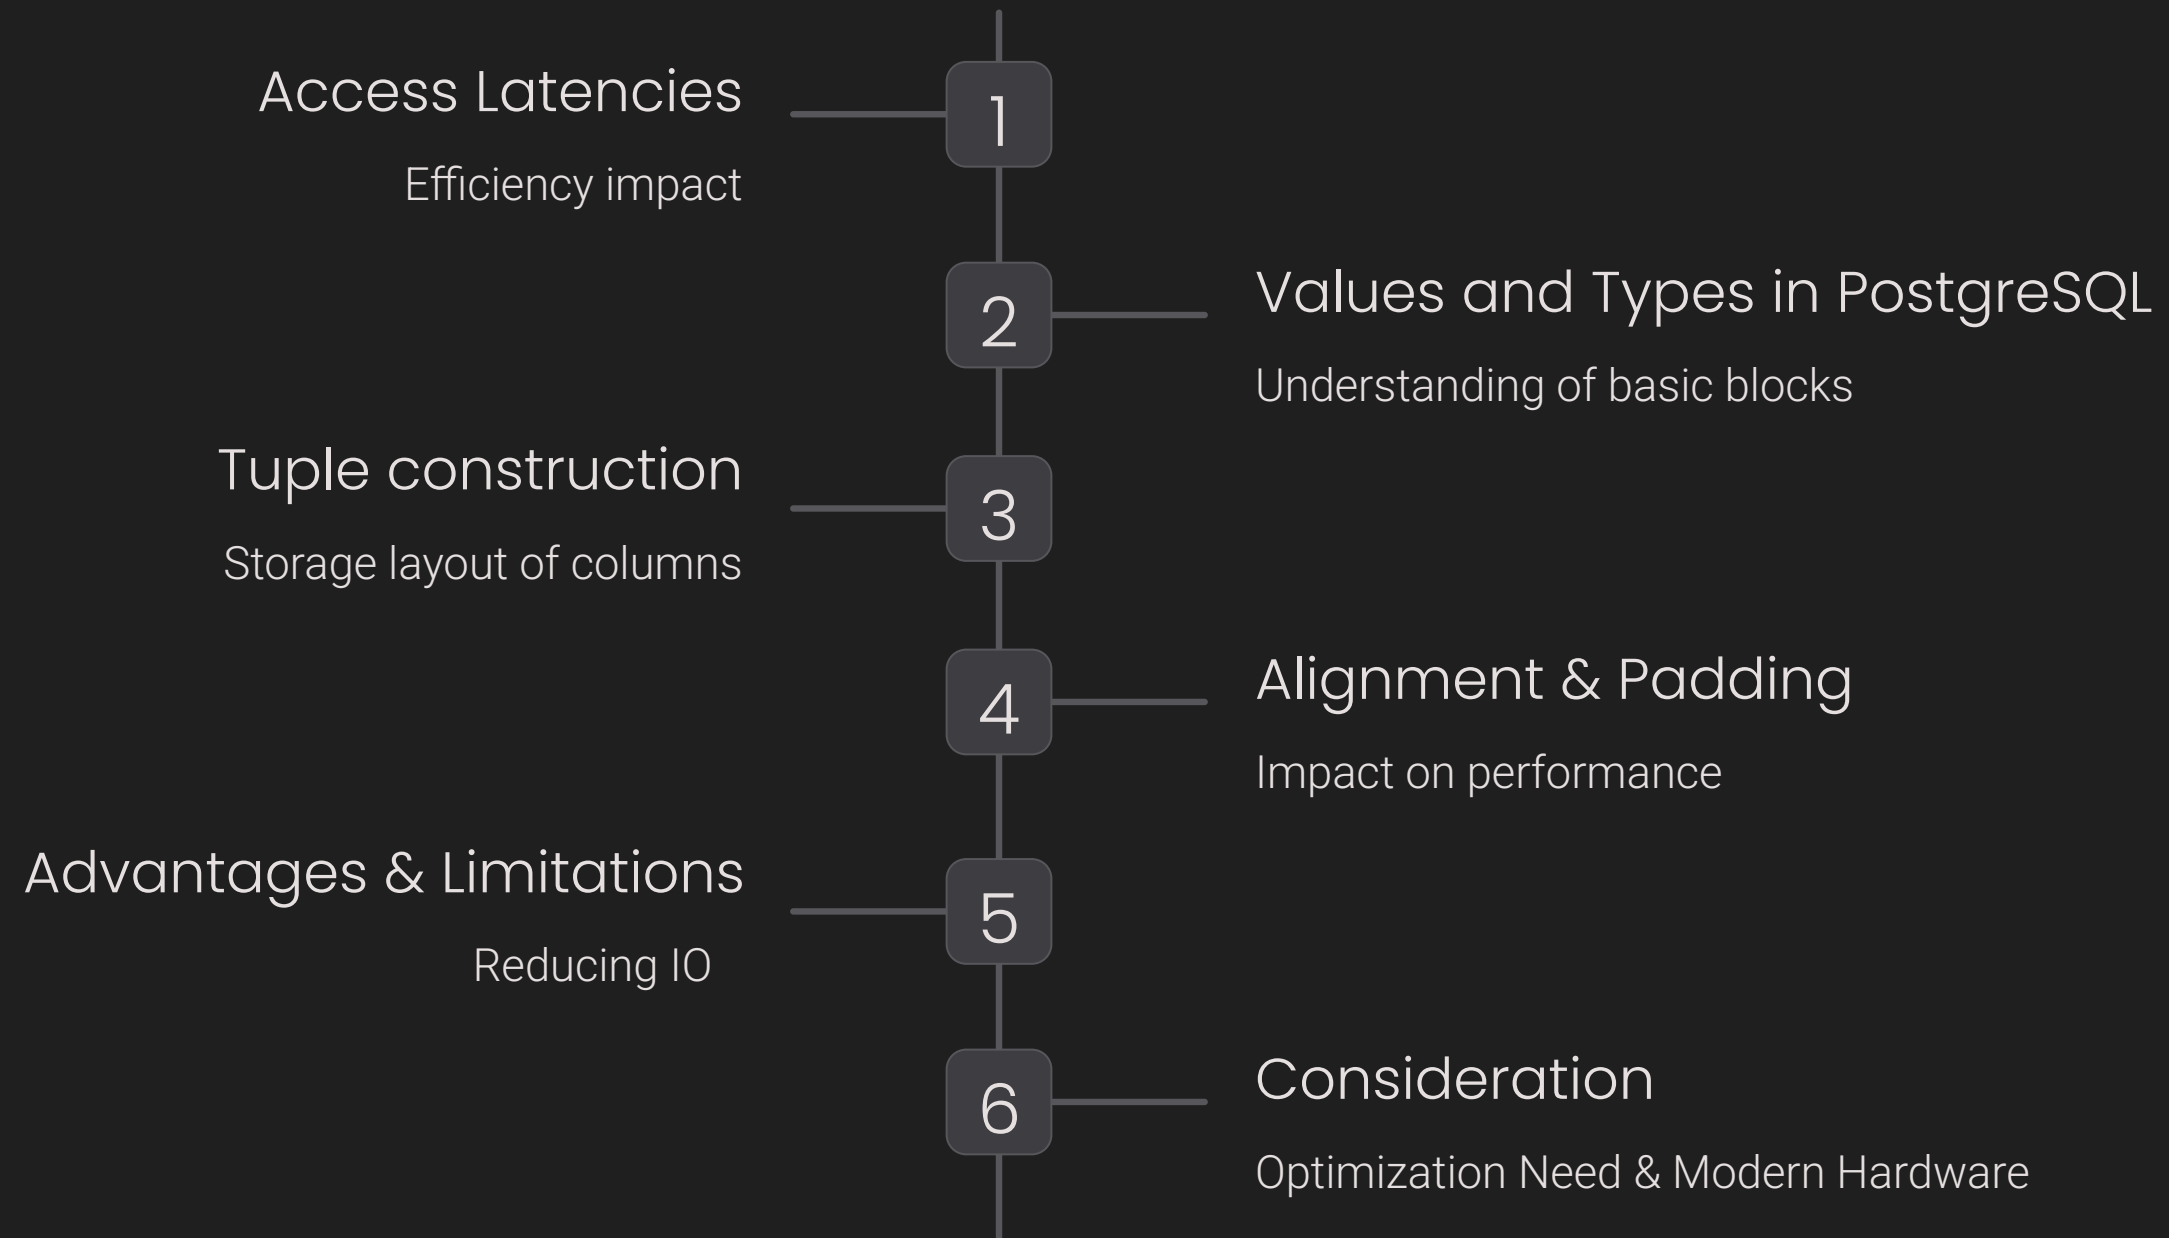 Access Latencies
Efficiency impact
1
2
Values and Types in PostgreSQL
Understanding of basic blocks
Tuple construction
Storage layout of columns
3
4
Alignment & Padding
Impact on performance
Advantages & Limitations
Reducing IO
5
6
Consideration
Optimization Need & Modern Hardware